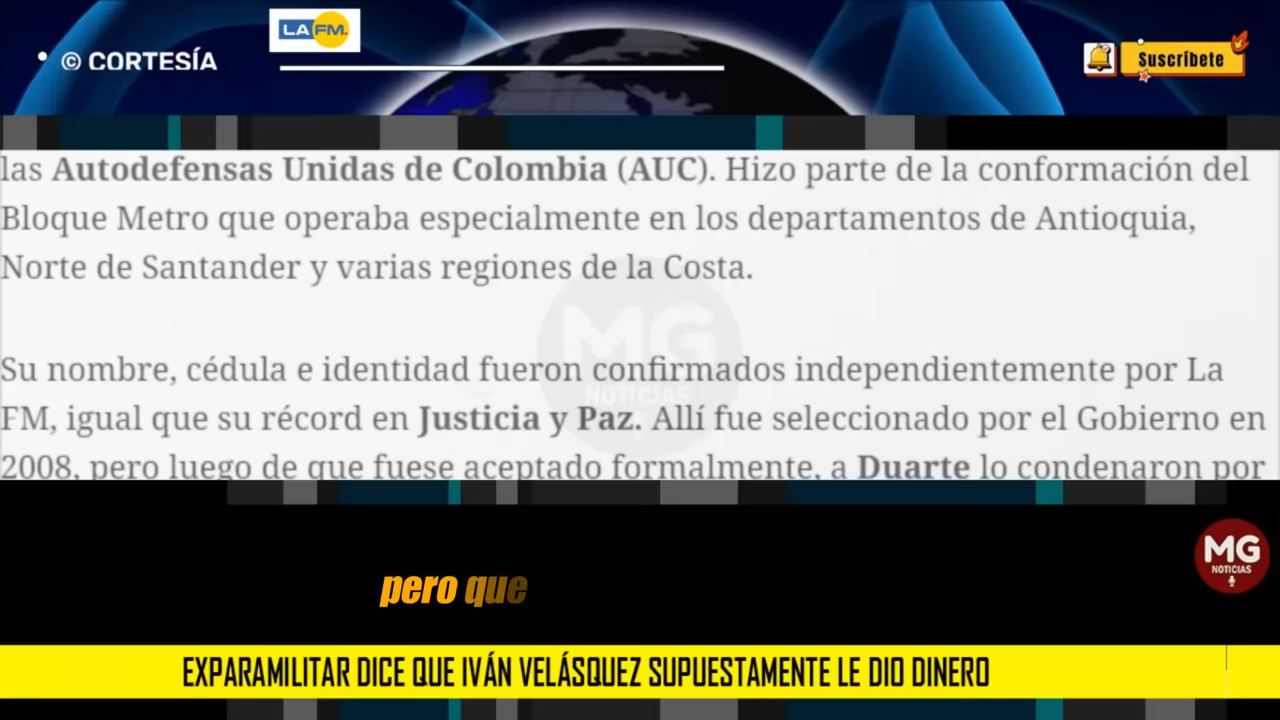 LA FM.
© CORTESÍA
Suscríbete
las Autodefensas Unidas de Colombia (AUC). Hizo parte de la conformación del
Bloque Metro que operaba especialmente en los departamentos de Antioquia,
Norte de Santander y varias regiones de la Costa.
MG
NOTICIAS
Su nombre, cédula e identidad fueron confirmados independientemente por La
FM, igual que su récord en Justicia y Paz. Allí fue seleccionado por el Gobierno en
2008, pero luego de que fuese aceptado formalmente, a Duarte lo condenaron por
MG
NOTICIAS
pero que
EXPARAMILITAR DICE QUE IVÁN VELÁSQUEZ SUPUESTAMENTE LE DIO DINERO